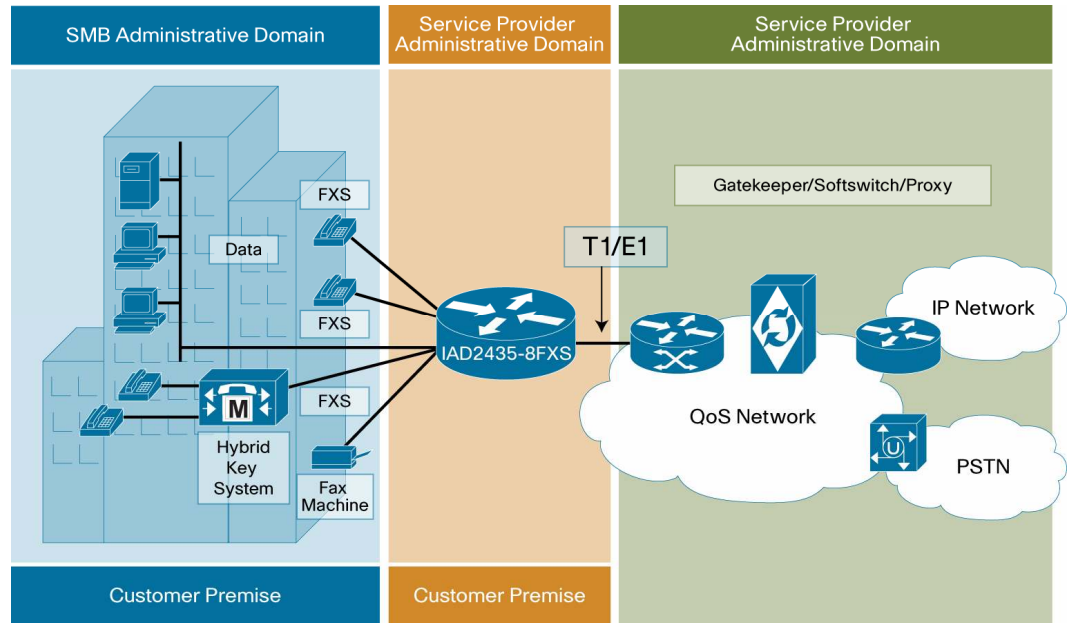 SMB Administrative Domain
Service Provider
Administrative Domain
Service Provider
Administrative Domain
FXS
Data
FXS
Gatekeeper/Softswitch/Proxy
T1/E1
IP Network
IAD2435-8FXS
FXS
M
Hybrid
Key
System
Fax
Machine
QoS Network
U
PSTN
Customer Premise
Customer Premise